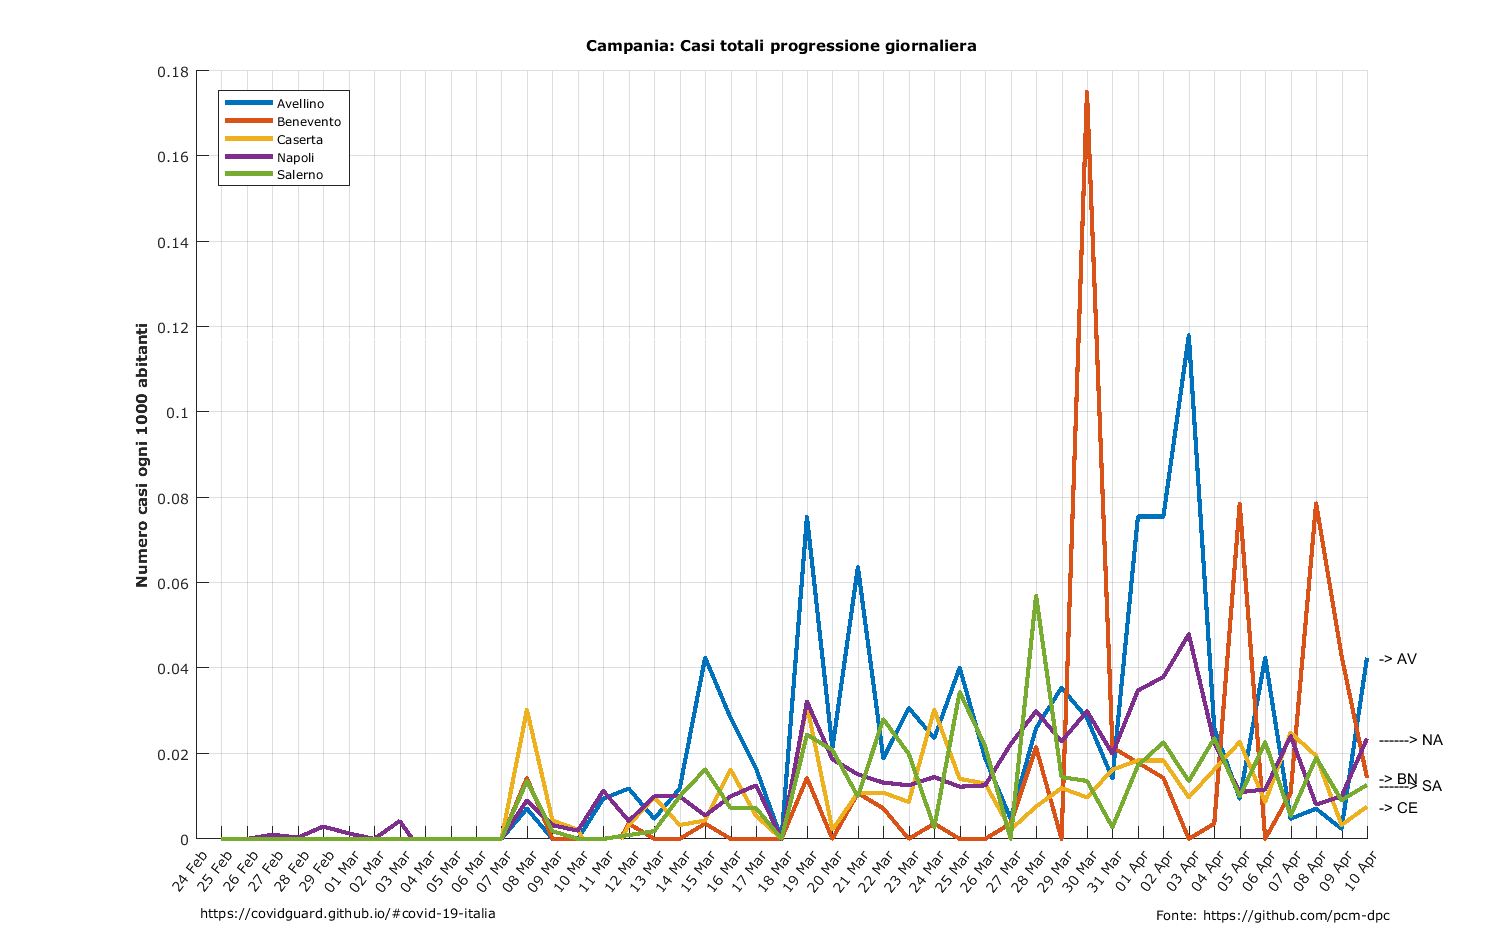 Campania: Casi totali progressione giornaliera
Numero casi ogni 1000 abitanti
0.18
0.16
0.14
0.12
0.1
0.08
0.06
0.04
0.02
0
Avellino
Benevento
Caserta
Napoli
Salerno
-> AV
------> NA
-> BN
------> SA
-> CE
24 Feb
25 Feb
26 Feb
27 Feb
28 Feb
29 Feb
01 Mar
02 Mar
03 Mar
04 Mar
05 Mar
06 Mar
07 Mar
08 Mar
09 Mar
10 Mar
11 Mar
12 Mar
13 Mar
14 Mar
15 Mar
16 Mar
17 Mar
18 Mar
19 Mar
20 Mar
21 Mar
22 Mar
23 Mar
24 Mar
25 Mar
26 Mar
27 Mar
28 Mar
29 Mar
30 Mar
31 Mar
01 Apr
02 Apr
03 Apr
04 Apr
05 Apr
06 Apr
07 Apr
08 Apr
09 Apr
10 Apr
https://covidguard.github.io/#covid-19-italia
Fonte: https://github.com/pcm-dpc